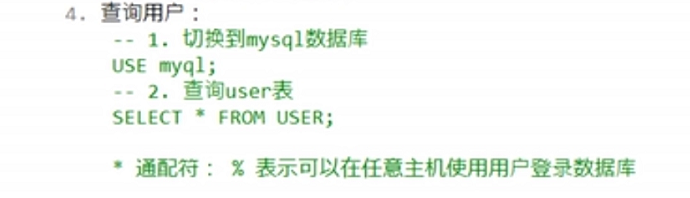 4. 查询用户：
-- 1. 切换到mysql数据库
USE myql;
-- 2. 查询user表
SELECT * FROM USER;
* 通配符： % 表示可以在任意主机使用用户登录数据库